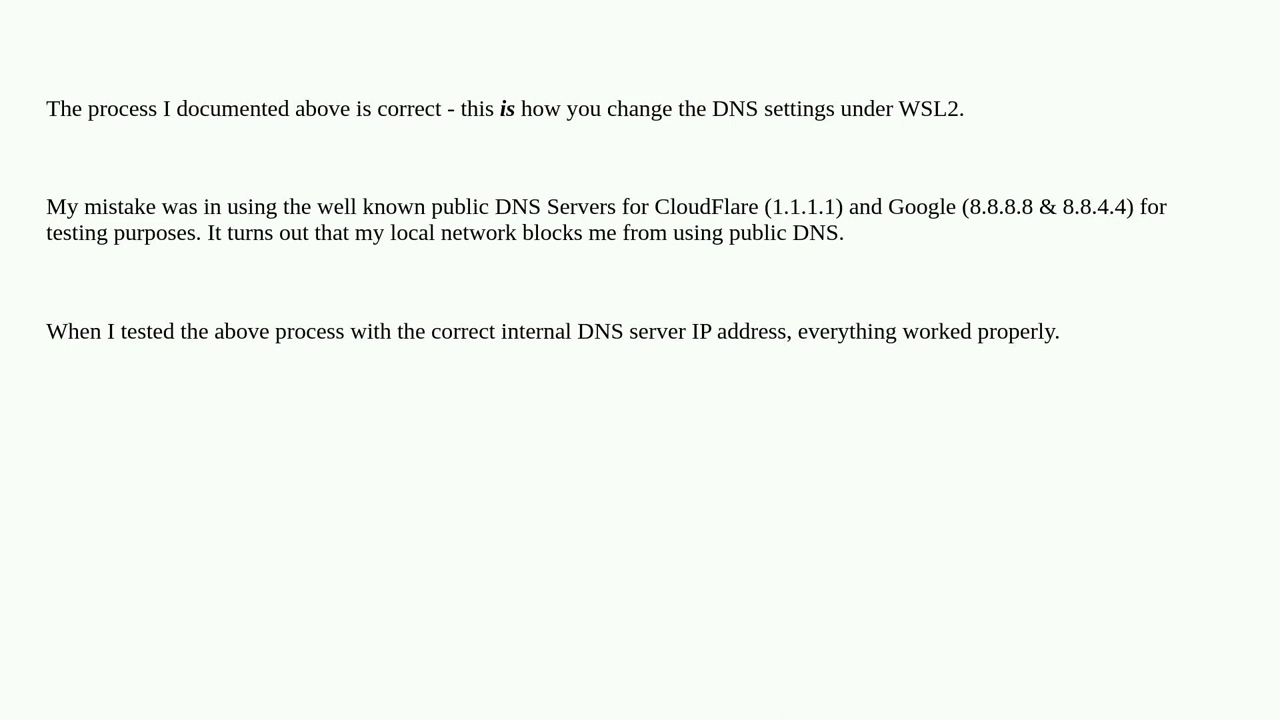 The process I documented above is correct - this is how you change the DNS settings under WSL2.
My mistake was in using the well known public DNS Servers for CloudFlare (1.1.1.1) and Google (8.8.8.8 & 8.8.4.4) for
testing purposes. It turns out that my local network blocks me from using public DNS.
When I tested the above process with the correct internal DNS server IP address, everything worked properly.